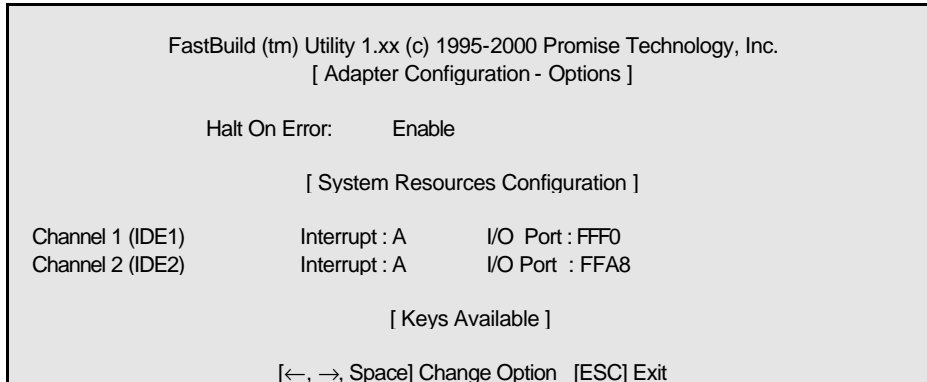 FastBuild (tm) Utility 1.xx (c) 1995-2000 Promise Technology, Inc.
[ Adapter Configuration - Options ]
Halt On Error: Enable
[ System Resources Configuration ]
Channel 1 (IDE1) Interrupt : A I/O Port : FFF0
Channel 2 (IDE2) Interrupt : A I/O Port : FFA8
[ Keys Available ]
[←, →, Space] Change Option [ESC] Exit